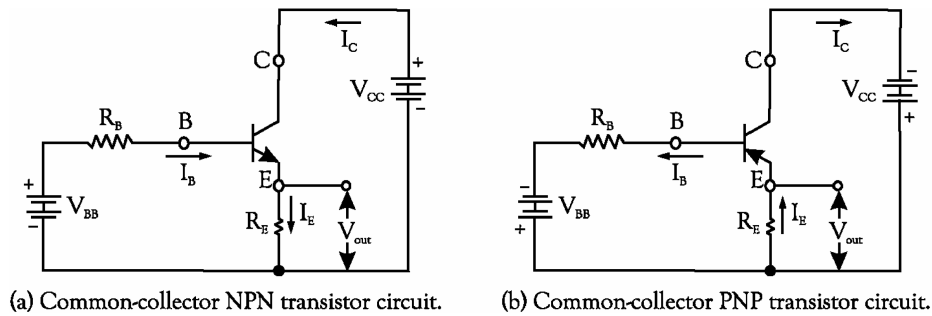 I_C
C
+
V_CC
-
R_B
B
I_B
+
V_BB
-
E
R_E
I_E
V_out
(a) Common-collector NPN transistor circuit.
I_C
C
-
V_CC
+
R_B
B
I_B
-
V_BB
+
E
R_E
I_E
V_out
(b) Common-collector PNP transistor circuit.